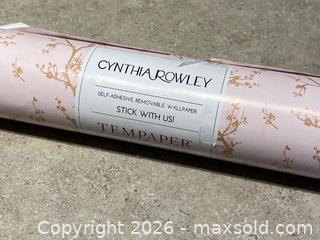 CYNTHIA ROWLEY
SELF-ADHESIVE, REMOVABLE, WALLPAPER
STICK WITH US!
TEMPAPER®
© Copyright 2026 - maxsold.com